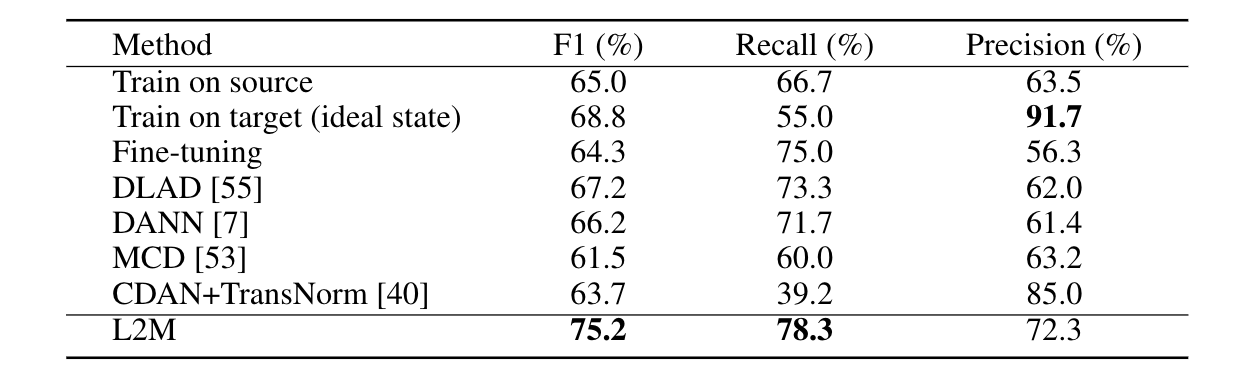 Method F1 (%) Recall (%) Precision (%)
Train on source 65.0 66.7 63.5
Train on target (ideal state) 68.8 55.0 91.7
Fine-tuning 64.3 75.0 56.3
DLAD [55] 67.2 73.3 62.0
DANN [7] 66.2 71.7 61.4
MCD [53] 61.5 60.0 63.2
CDAN+TransNorm [40] 63.7 39.2 85.0
L2M 75.2 78.3 72.3